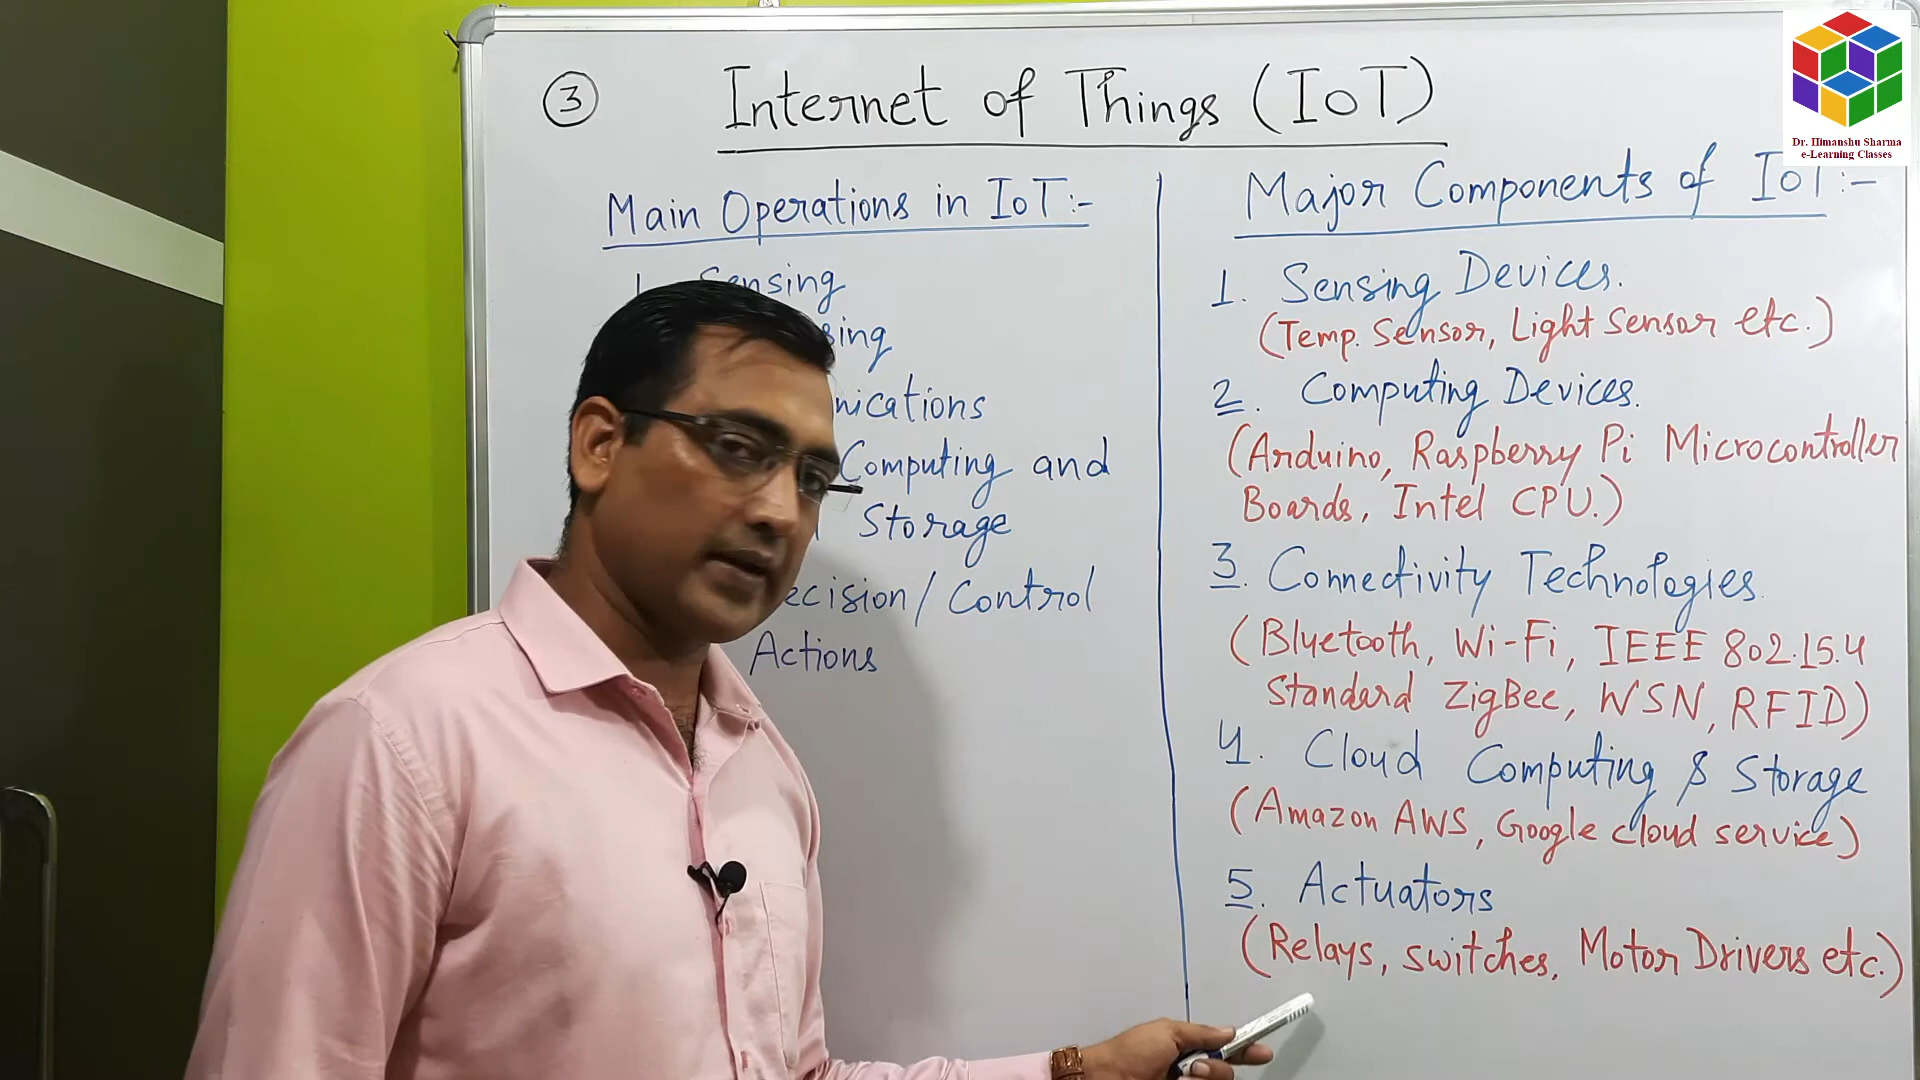 3
Internet of Things (IoT)
Main Operations in IoT:-
Computing and
Storage
/ Control
Actions
Major Components of IoT:-
1. Sensing Devices.
(Temp. Sensor, Light Sensor etc.)
2. Computing Devices.
(Arduino, Raspberry Pi Microcontroller
Boards, Intel CPU.)
3. Connectivity Technologies.
(Bluetooth, Wi-Fi, IEEE 802.15.4
Standard ZigBee, WSN, RFID)
4. Cloud Computing & Storage
(Amazon AWS, Google cloud service)
5. Actuators
(Relays, switches, Motor Drivers etc.)
Dr. Himanshu Sharma
e-Learning Classes